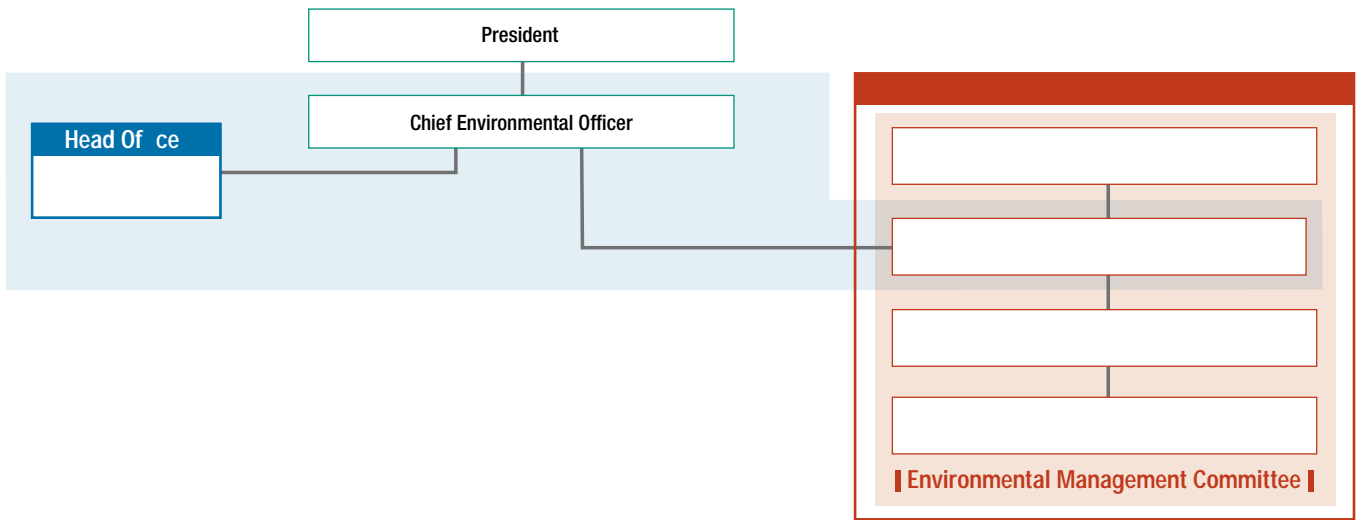 President
Chief Environmental Officer
Head Of ce
Environmental Management Committee